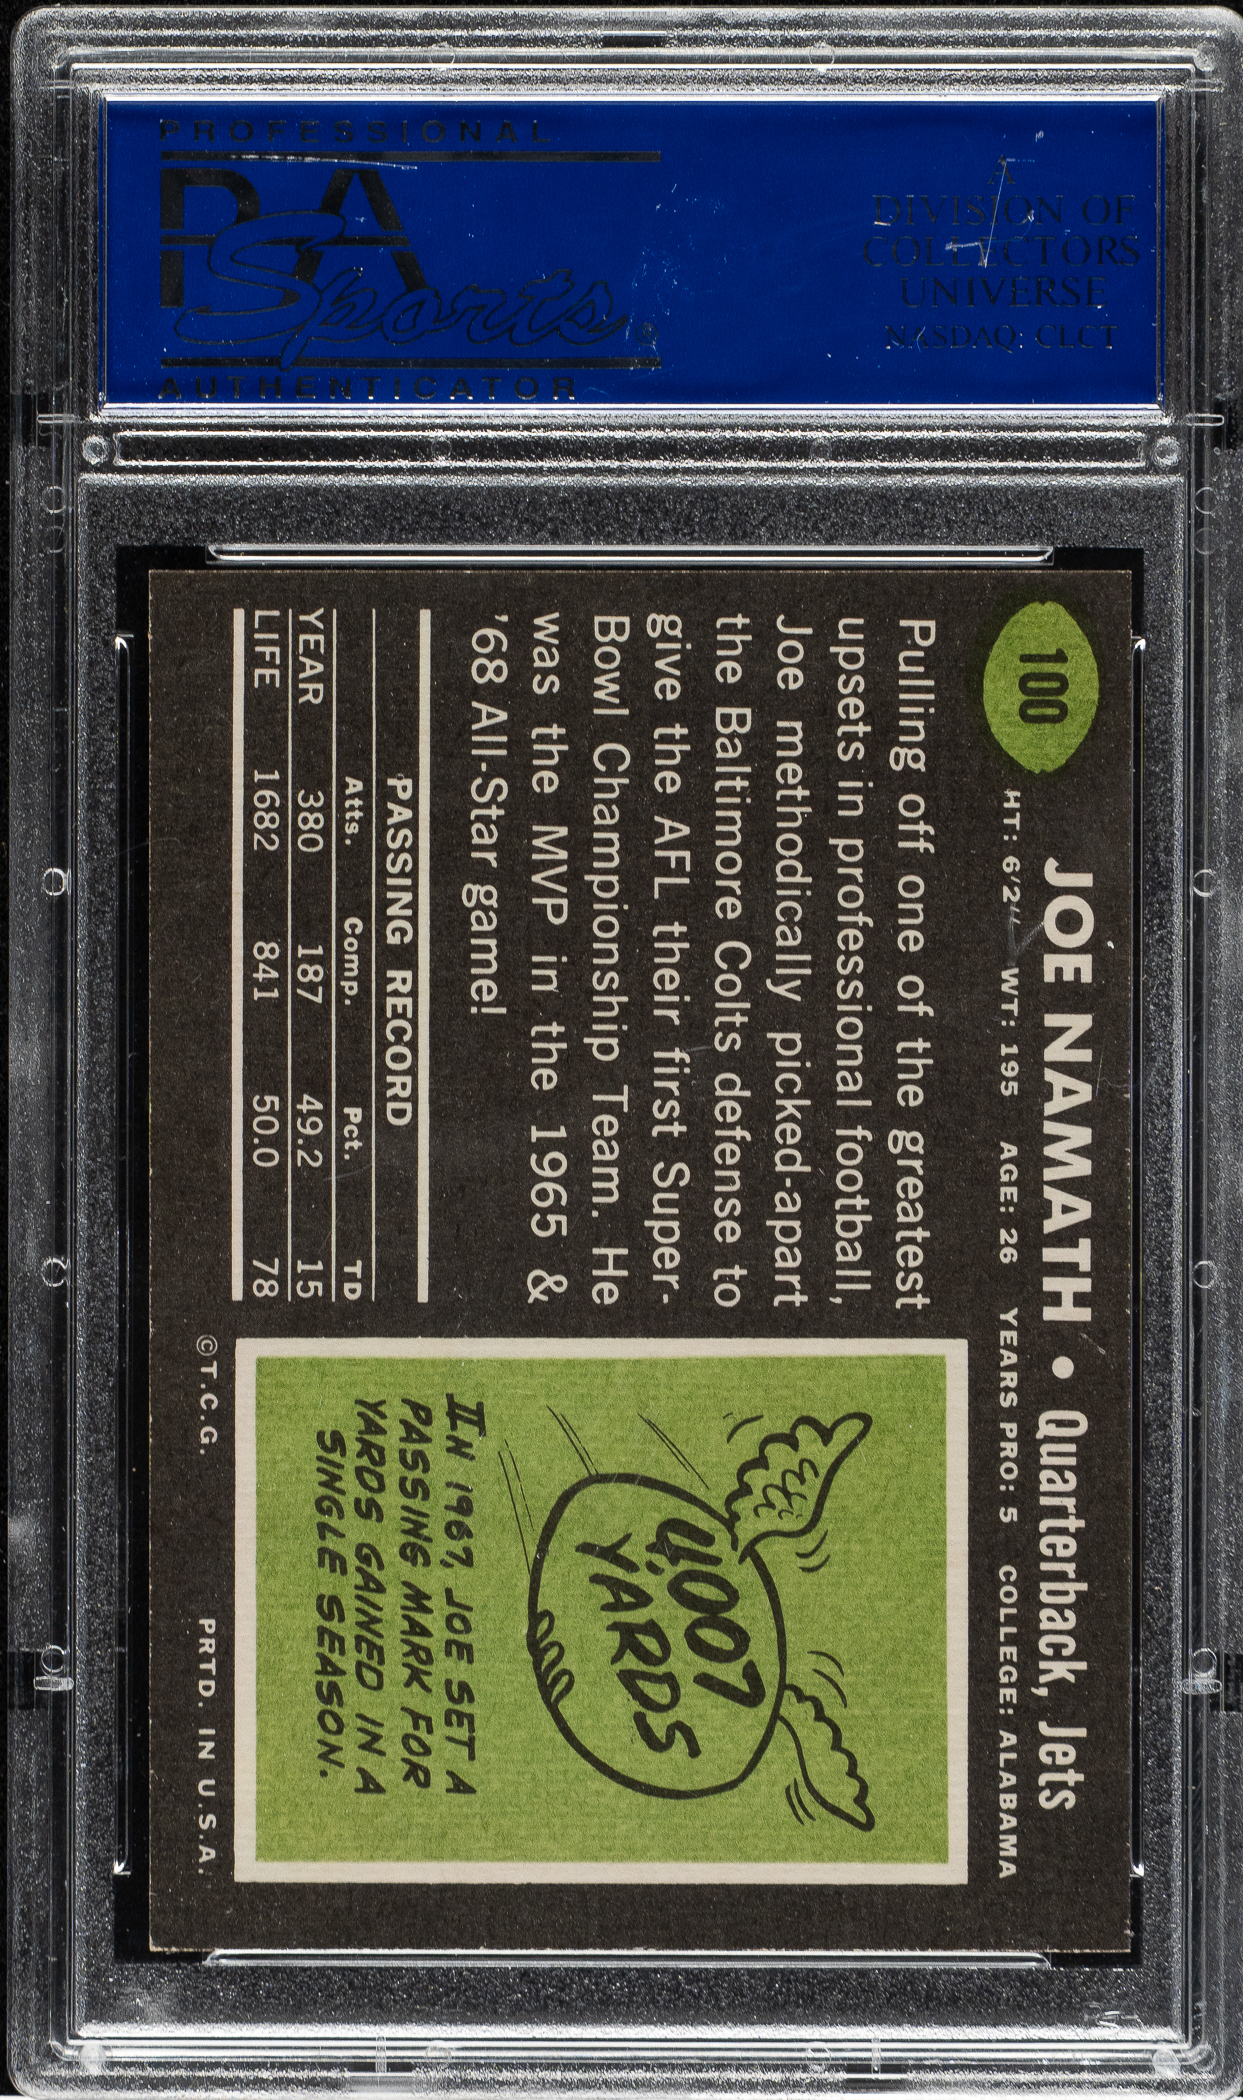 PROFESSIONAL
PSA
Sports®
AUTHENTICATOR
A
DIVISION OF
COLLECTORS
UNIVERSE
NASDAQ: CLCT
100
JOE NAMATH • Quarterback, Jets
HT: 6'2" WT: 195 AGE: 26 YEARS PRO: 5 COLLEGE: ALABAMA
Pulling off one of the greatest
upsets in professional football,
Joe methodically picked-apart
the Baltimore Colts defense to
give the AFL their first Super-
Bowl Championship Team. He
was the MVP in the 1965 &
'68 All-Star game!
PASSING RECORD
Atts. Comp. Pct. TD
YEAR 380 187 49.2 15
LIFE 1682 841 50.0 78
4,007
YARDS
IN 1967, JOE SET A
PASSING MARK FOR
YARDS GAINED IN A
SINGLE SEASON.
©T.C.G. PRTD. IN U.S.A.